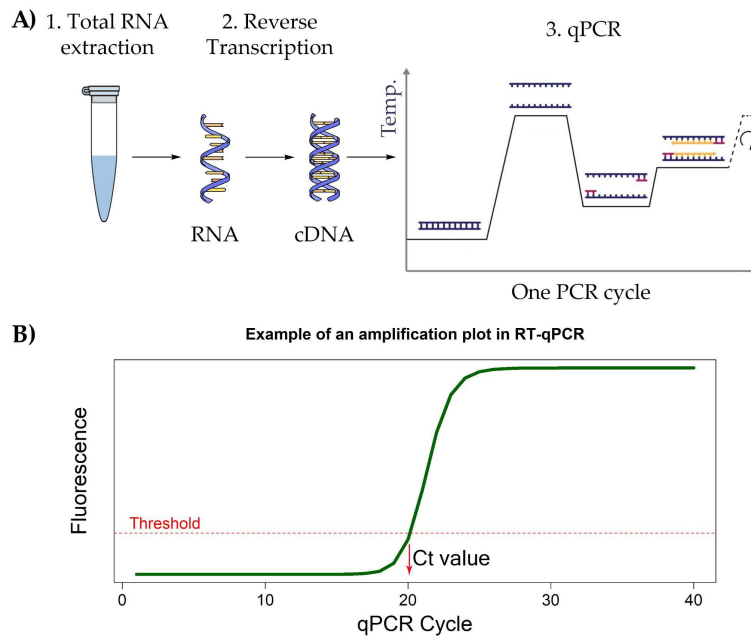 A)
1. Total RNA
extraction
2. Reverse
Transcription
3. qPCR
Temp.
RNA
cDNA
One PCR cycle
B)
Example of an amplification plot in RT-qPCR
Fluorescence
Threshold
Ct value
0
10
20
30
40
qPCR Cycle